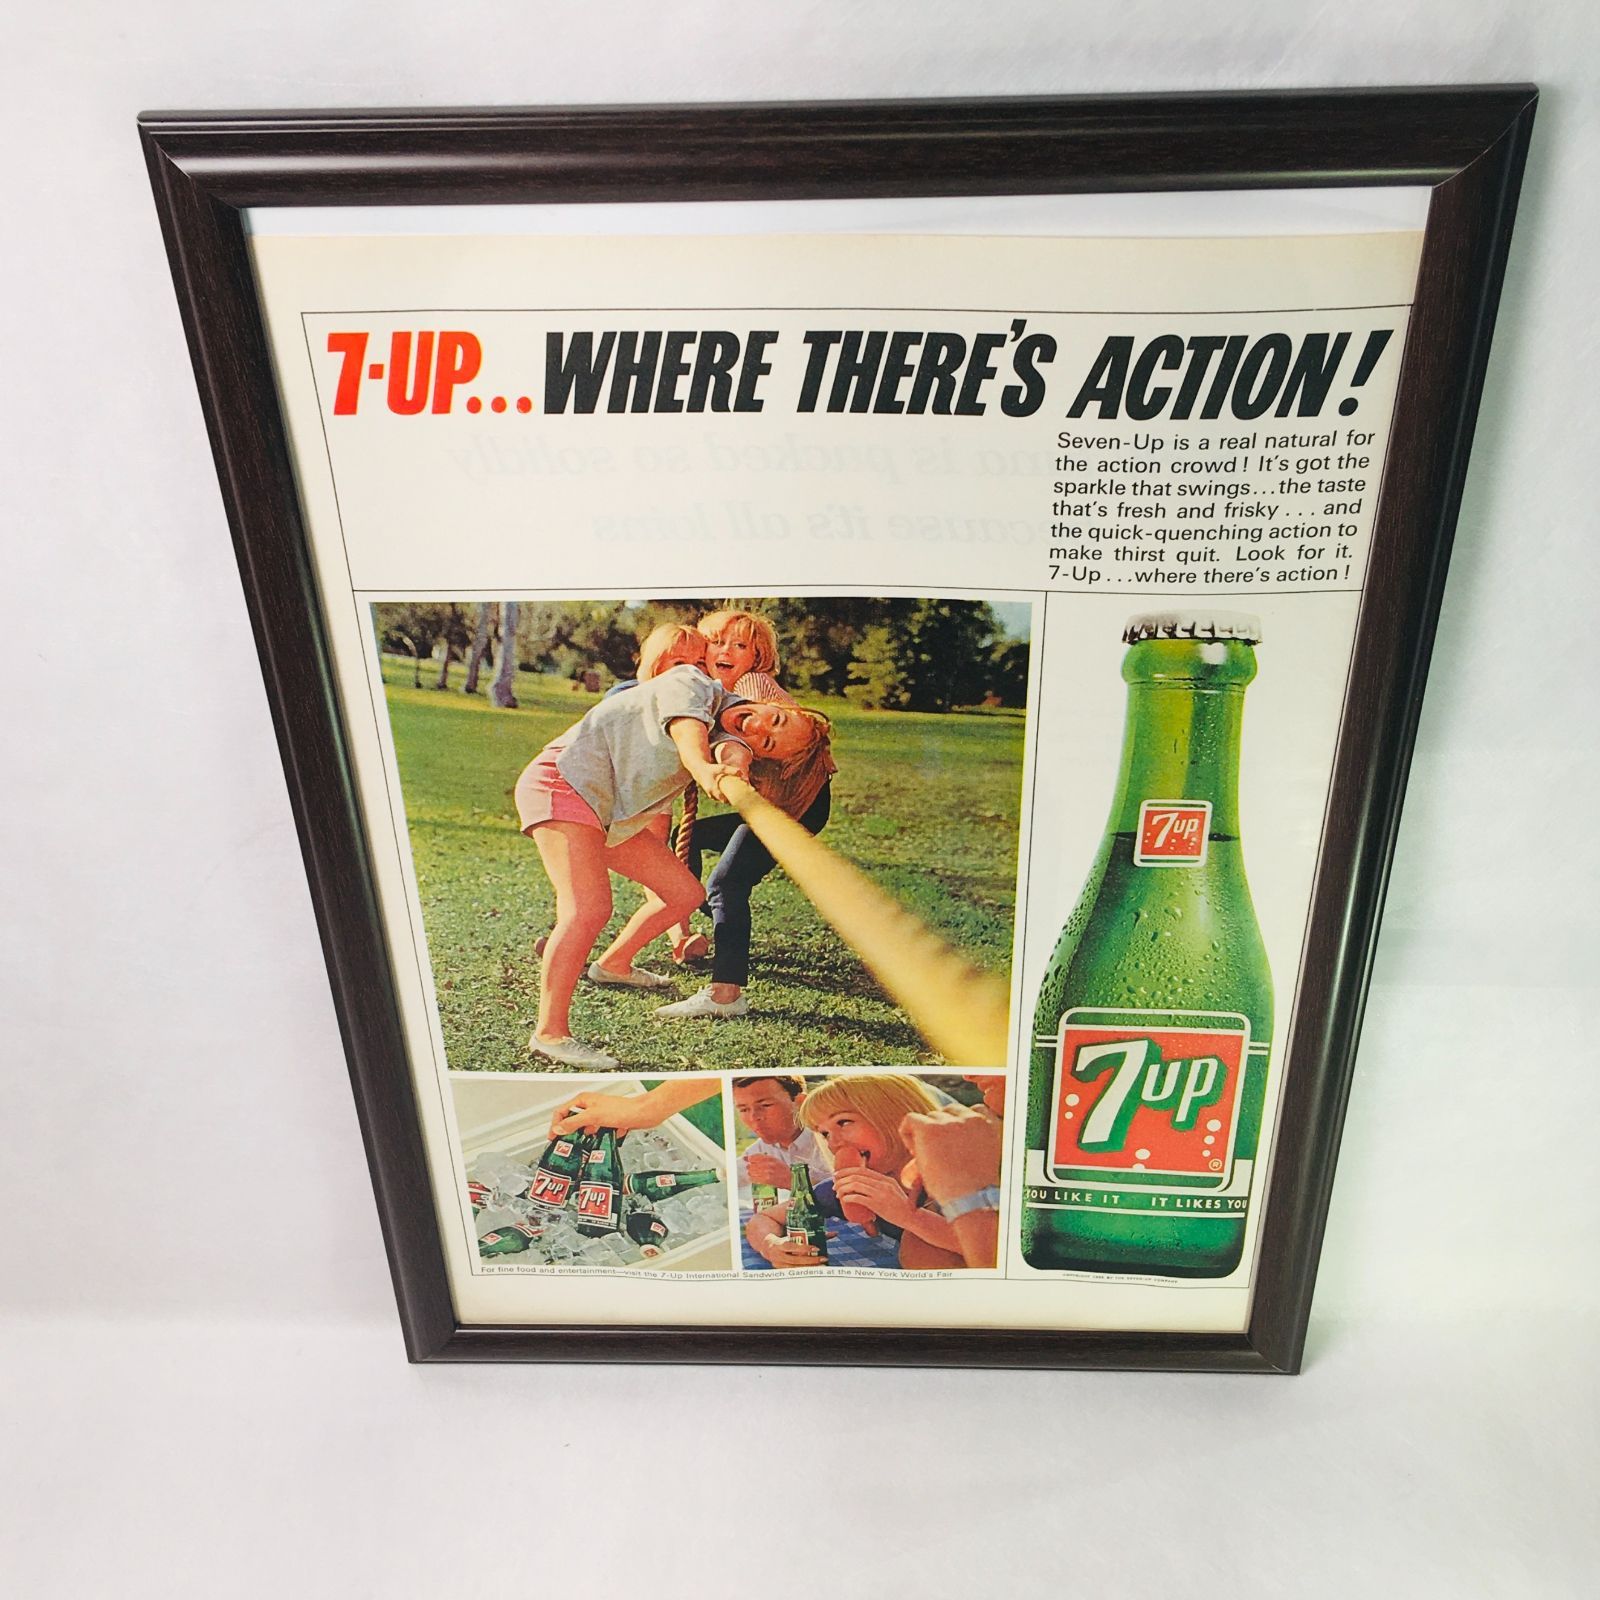 7-UP...WHERE THERE'S ACTION!
Seven-Up is a real natural for
the action crowd! It's got the
sparkle that swings...the taste
that's fresh and frisky...and
the quick-quenching action to
make thirst quit. Look for it.
7-Up...where there's action!
7up
7up
®
YOU LIKE IT IT LIKES YOU
7up
7up
For fine food and entertainment—visit the 7-Up International Sandwich Gardens at the New York World's Fair